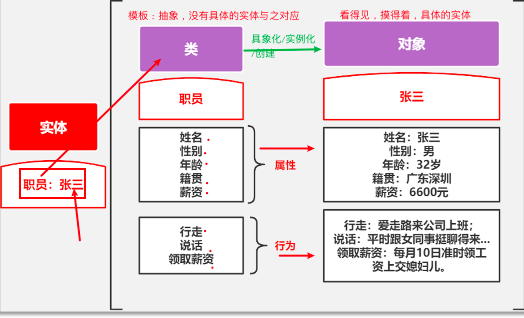 模板：抽象，没有具体的实体与之对应
看得见，摸得着，具体的实体
类
具象化/实例化
/创建
对象
职员
张三
实体
职员：张三
姓名
性别
年龄
籍贯
薪资
属性
姓名：张三
性别：男
年龄：32岁
籍贯：广东深圳
薪资：6600元
行走
说话
领取薪资
行为
行走：爱走路来公司上班；
说话：平时跟女同事挺聊得来...
领取薪资：每月10日准时领工
资上交媳妇儿。